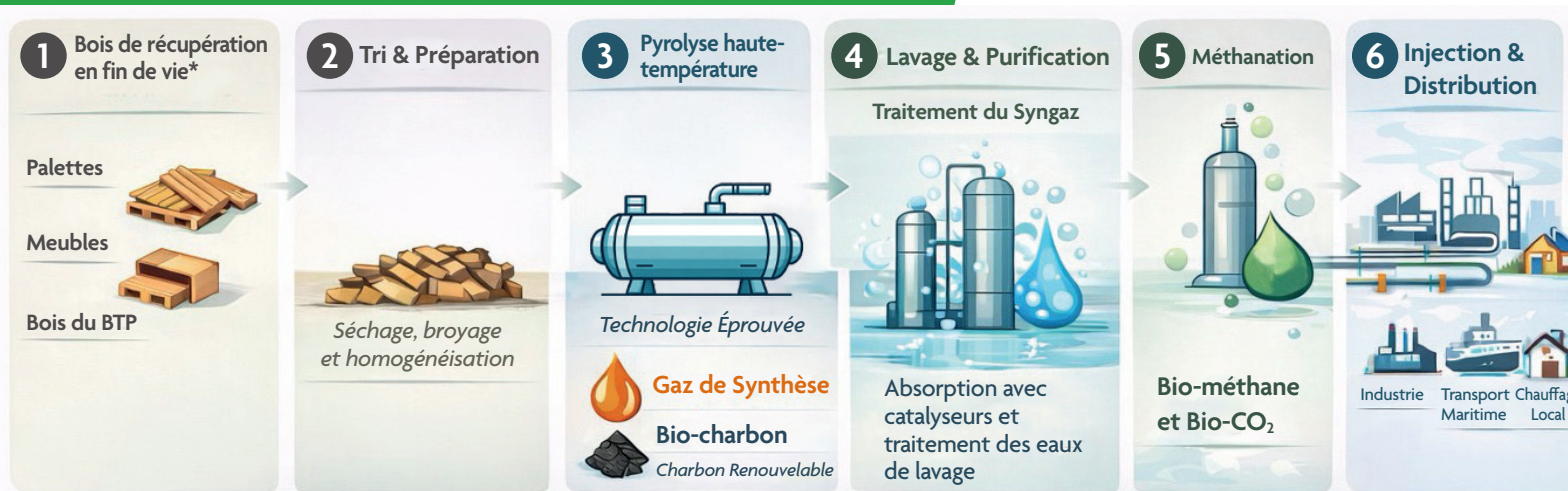 1 Bois de récupération
en fin de vie*
Palettes
Meubles
Bois du BTP
2 Tri & Préparation
Séchage, broyage
et homogénéisation
3 Pyrolyse haute-
température
Technologie Éprouvée
Gaz de Synthèse
Bio-charbon
Charbon Renouvelable
4 Lavage & Purification
Traitement du Syngaz
Absorption avec
catalyseurs et
traitement des eaux
de lavage
5 Méthanation
Bio-méthane
et Bio-CO₂
6 Injection &
Distribution
Industrie
Transport
Maritime
Chauffag
Local